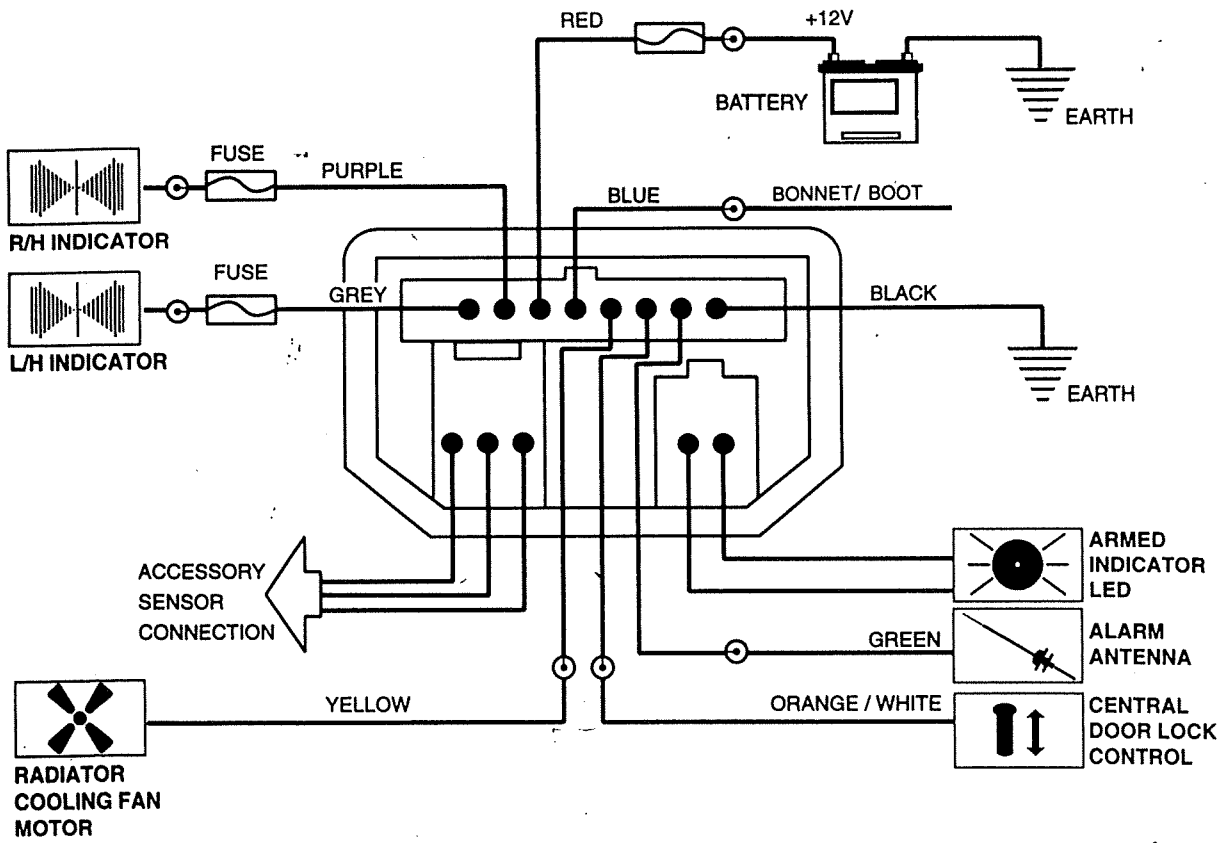 RED
+12V
BATTERY
EARTH
FUSE
PURPLE
R/H INDICATOR
BLUE
BONNET/ BOOT
FUSE
GREY
L/H INDICATOR
BLACK
EARTH
ACCESSORY
SENSOR
CONNECTION
ARMED
INDICATOR
LED
GREEN
ALARM
ANTENNA
YELLOW
ORANGE / WHITE
CENTRAL
DOOR LOCK
CONTROL
RADIATOR
COOLING FAN
MOTOR